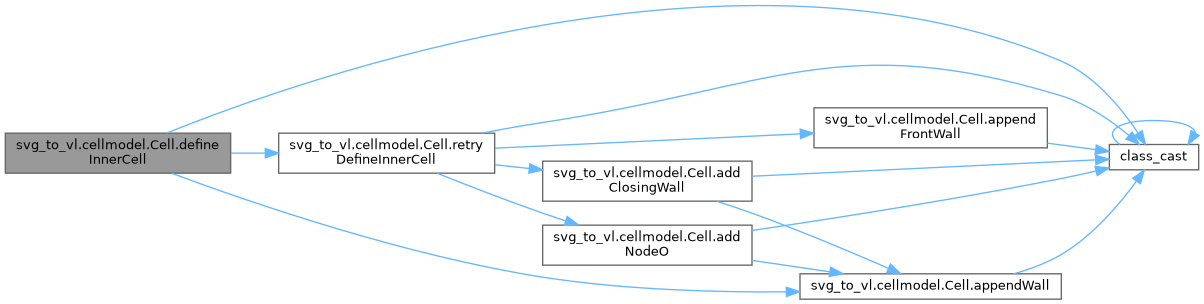 svg_to_vl.cellmodel.Cell.define
InnerCell
svg_to_vl.cellmodel.Cell.retry
DefineInnerCell
svg_to_vl.cellmodel.Cell.append
FrontWall
svg_to_vl.cellmodel.Cell.add
ClosingWall
svg_to_vl.cellmodel.Cell.add
NodeO
svg_to_vl.cellmodel.Cell.appendWall
class_cast